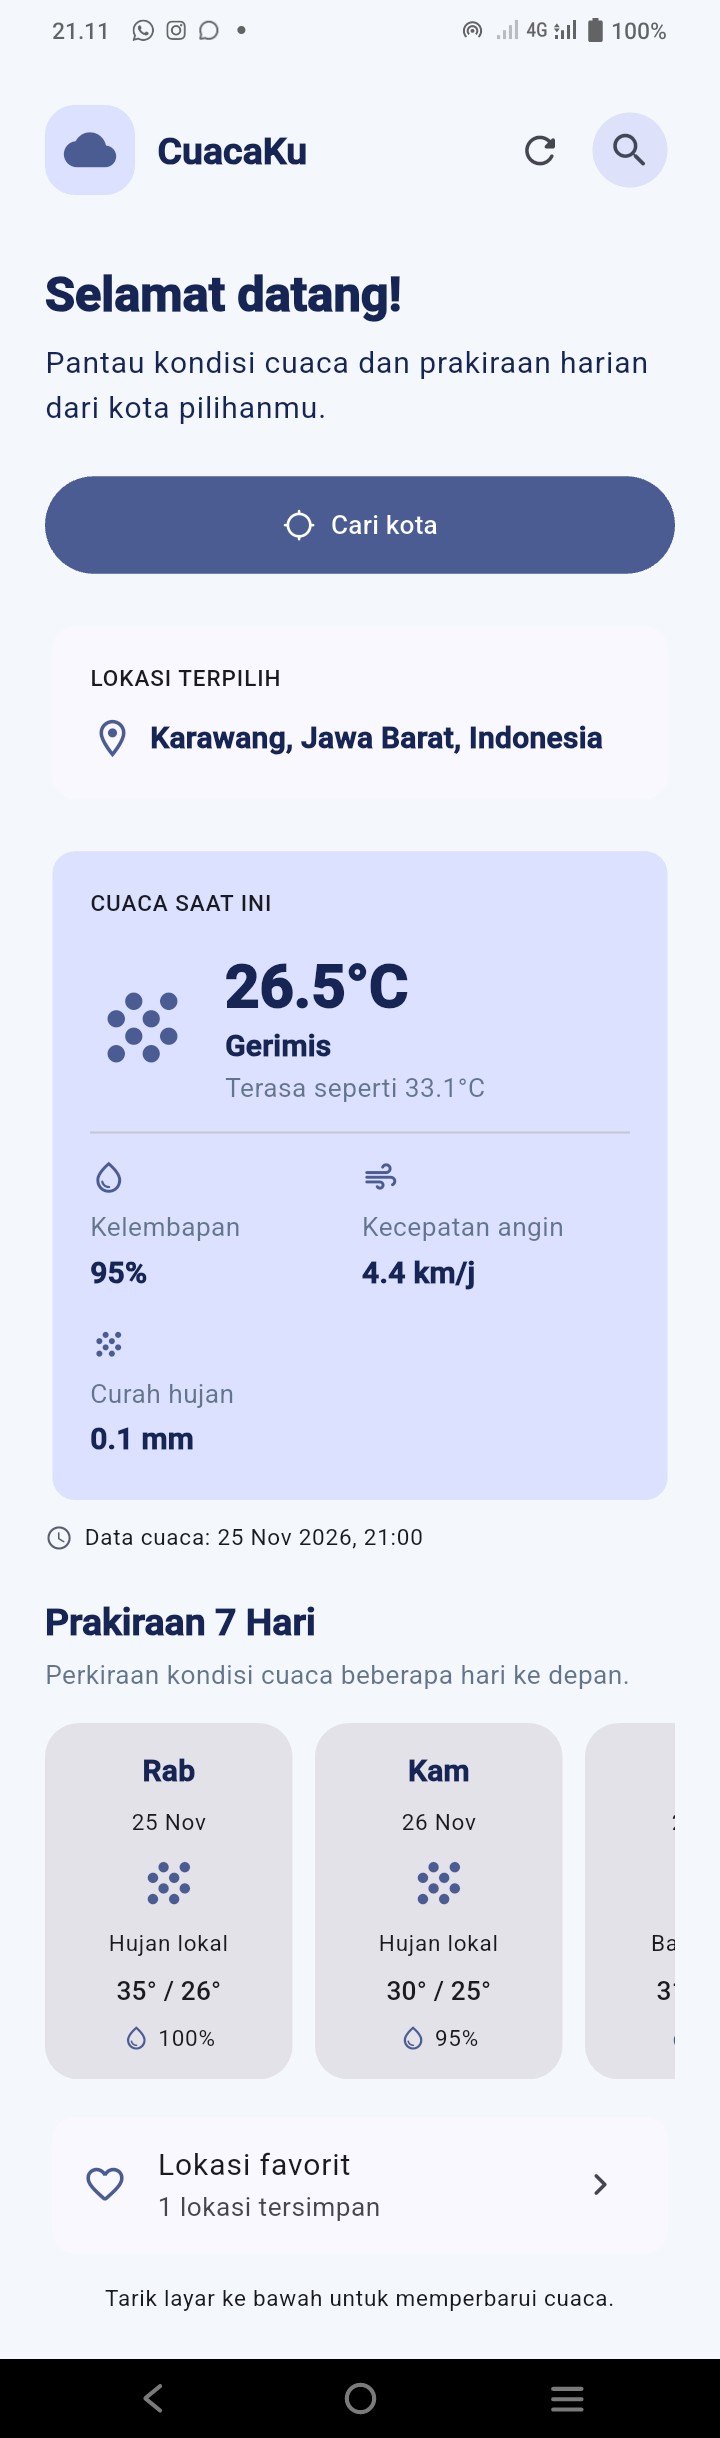 21.11
4G
100%
CuacaKu
Selamat datang!
Pantau kondisi cuaca dan prakiraan harian
dari kota pilihanmu.
Cari kota
LOKASI TERPILIH
Karawang, Jawa Barat, Indonesia
CUACA SAAT INI
26.5°C
Gerimis
Terasa seperti 33.1°C
Kelembapan
95%
Kecepatan angin
4.4 km/j
Curah hujan
0.1 mm
Data cuaca: 25 Nov 2026, 21:00
Prakiraan 7 Hari
Perkiraan kondisi cuaca beberapa hari ke depan.
Rab
25 Nov
Hujan lokal
35° / 26°
100%
Kam
26 Nov
Hujan lokal
30° / 25°
95%
Lokasi favorit
1 lokasi tersimpan
Tarik layar ke bawah untuk memperbarui cuaca.